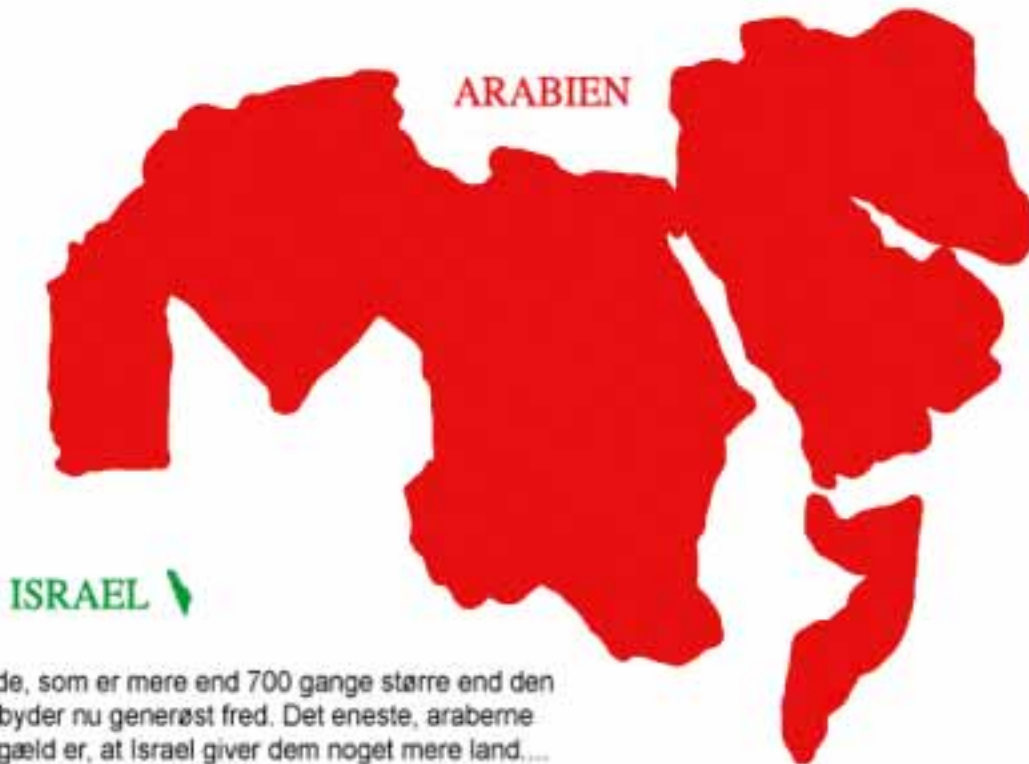 ARABIEN
ISRAEL
de, som er mere end 700 gange større end den
byder nu generøst fred. Det eneste, araberne
gæld er, at Israel giver dem noget mere land....